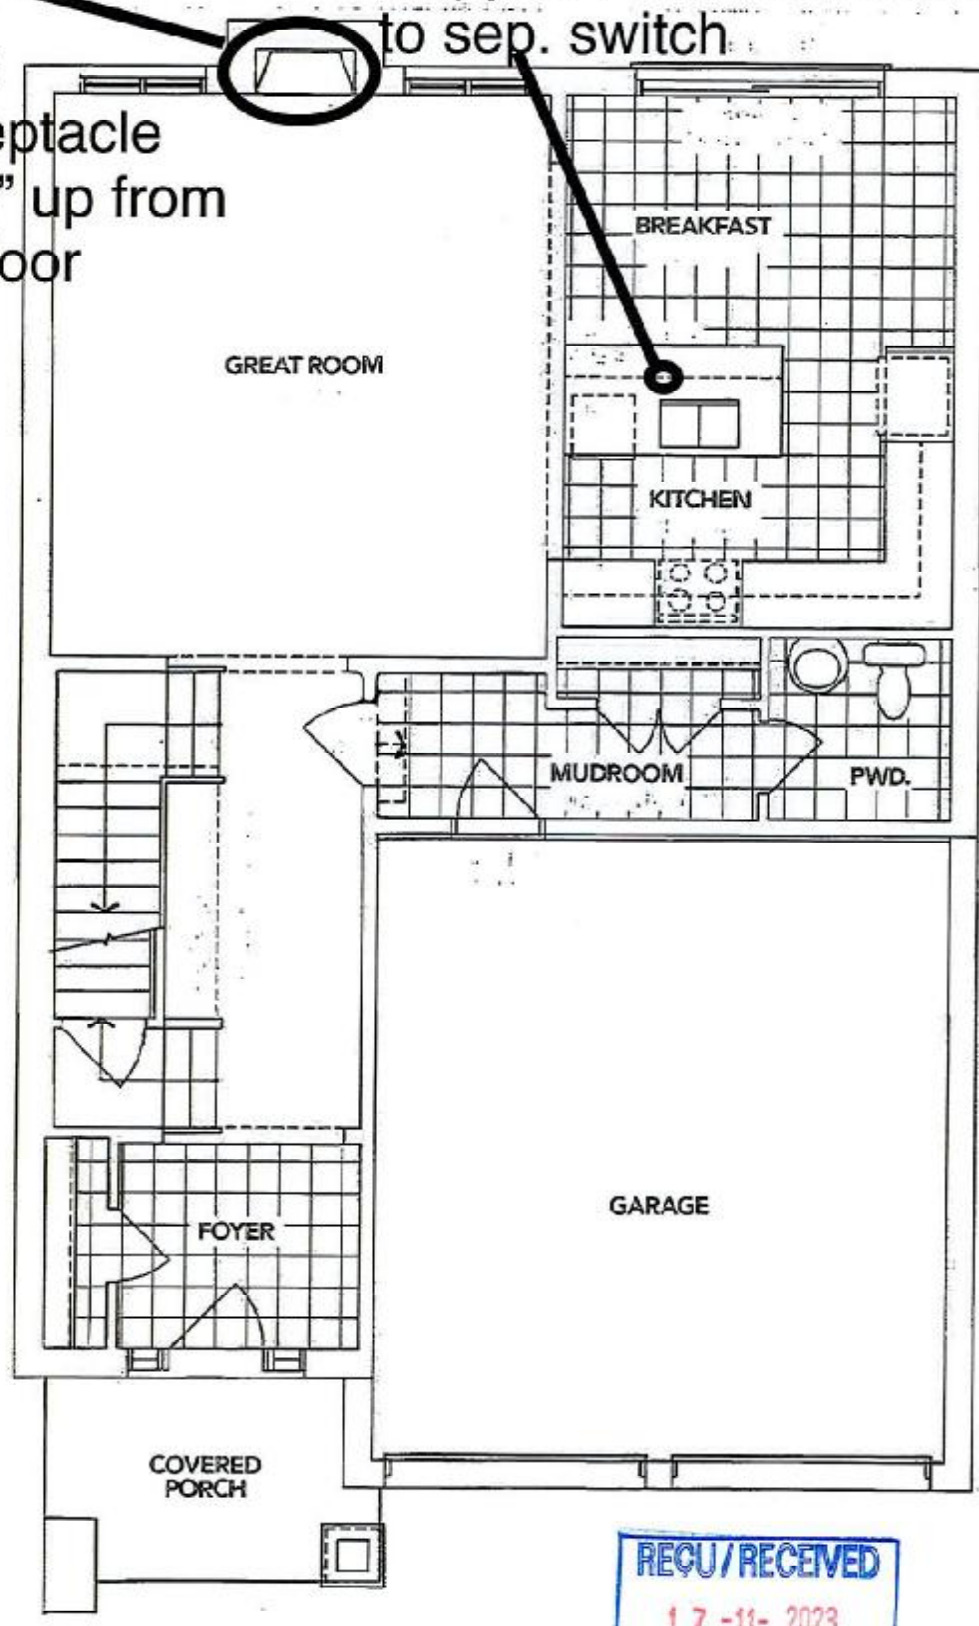 to sep. switch
eptacle
” up from
oor
BREAKFAST
GREAT ROOM
KITCHEN
MUDROOM
PWD.
GARAGE
FOYER
COVERED
PORCH
REÇU / RECEIVED
17 -11- 2023